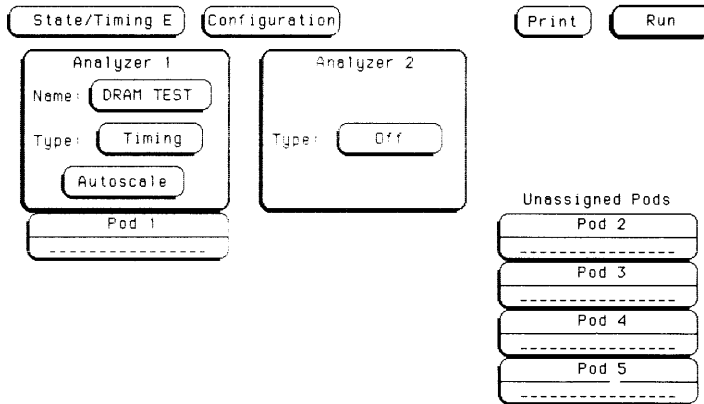 State/Timing E Configuration Print Run
Analyzer 1
Name: DRAM TEST
Type: Timing
Autoscale
Pod 1
----------------
Analyzer 2
Type: Off
Unassigned Pods
Pod 2
----------------
Pod 3
----------------
Pod 4
----------------
Pod 5
----------------